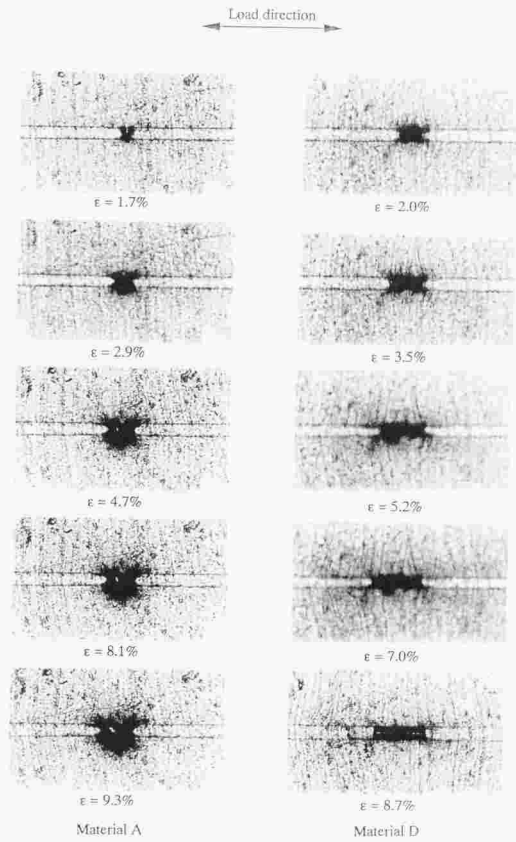 Load direction
ε = 1.7%
ε = 2.0%
ε = 2.9%
ε = 3.5%
ε = 4.7%
ε = 5.2%
ε = 8.1%
ε = 7.0%
ε = 9.3%
ε = 8.7%
Material A
Material D